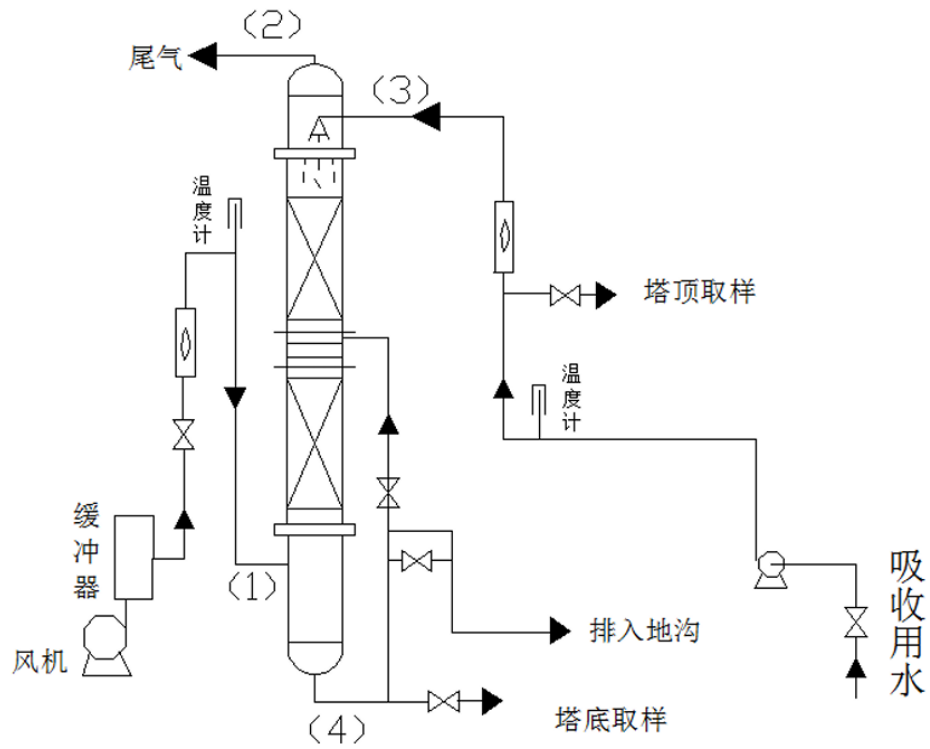 (2)
尾气
(3)
温度计
塔顶取样
温度计
缓冲器
(1)
吸收用水
排入地沟
风机
(4)
塔底取样